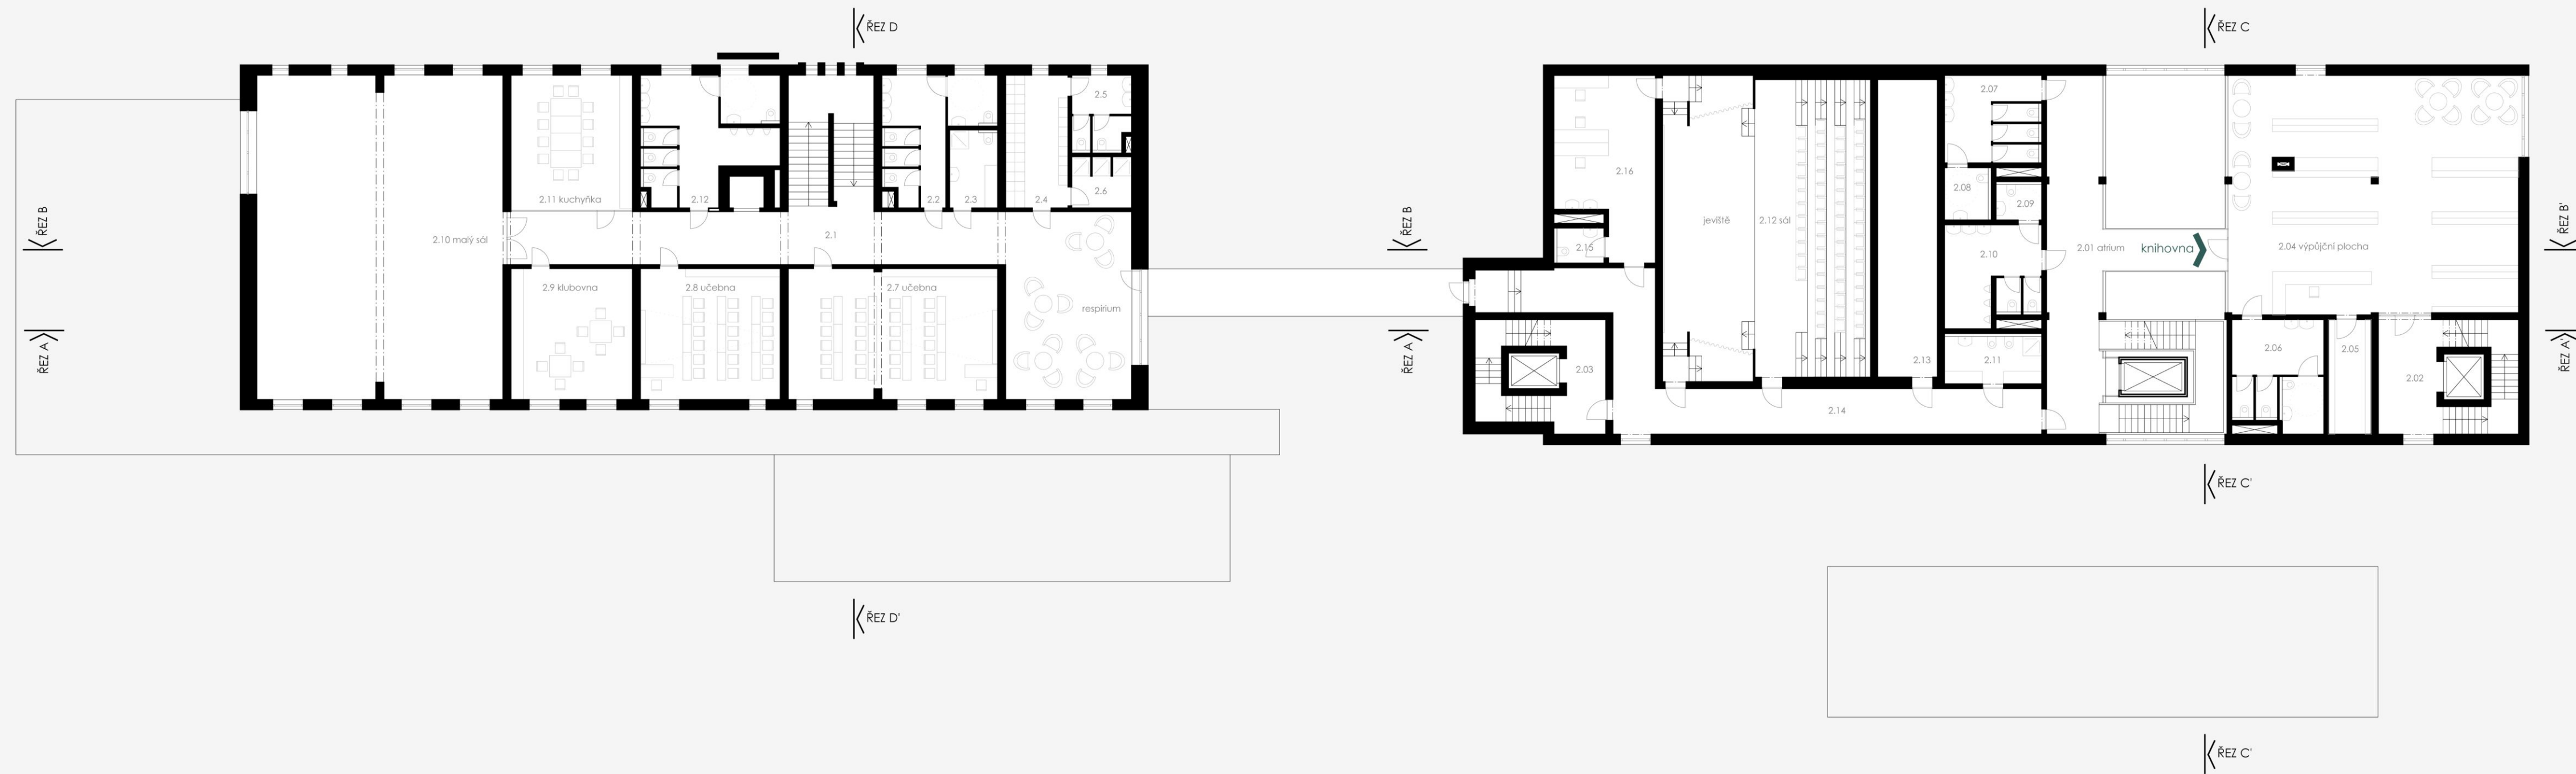 ŘEZ D
ŘEZ C
2.5
2.11 kuchyňka
2.12
2.2
2.3
2.4
2.6
2.10 malý sál
2.1
2.9 klubovna
2.8 učebna
2.7 učebna
respirium
ŘEZ B
ŘEZ A
ŘEZ B
ŘEZ A
2.07
2.16
2.08
2.09
jeviště
2.12 sál
2.15
2.10
2.01 atrium
knihovna
2.04 výpůjční plocha
2.03
2.13
2.11
2.06
2.05
2.02
2.14
ŘEZ B'
ŘEZ A'
ŘEZ C'
ŘEZ D'
ŘEZ C'